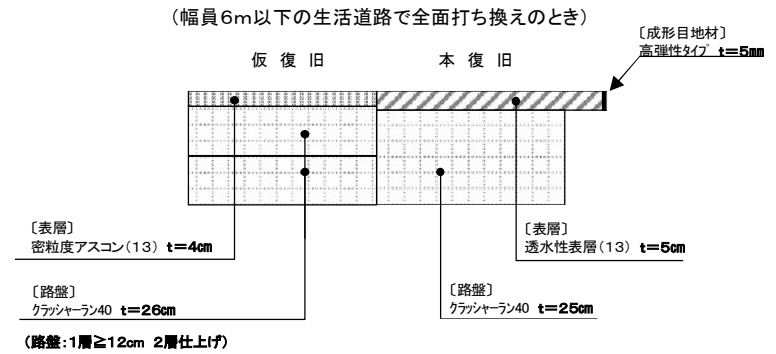 (幅員6m以下の生活道路で全面打ち換えのとき)
〔成形目地材〕
高弾性タイプ t=5mm
仮 復 旧
本 復 旧
〔表層〕
密粒度アスコン(13) t=4cm
〔表層〕
透水性表層(13) t=5cm
〔路盤〕
クラッシャーラン40 t=26cm
〔路盤〕
クラッシャーラン40 t=25cm
(路盤:1層≧12cm 2層仕上げ)